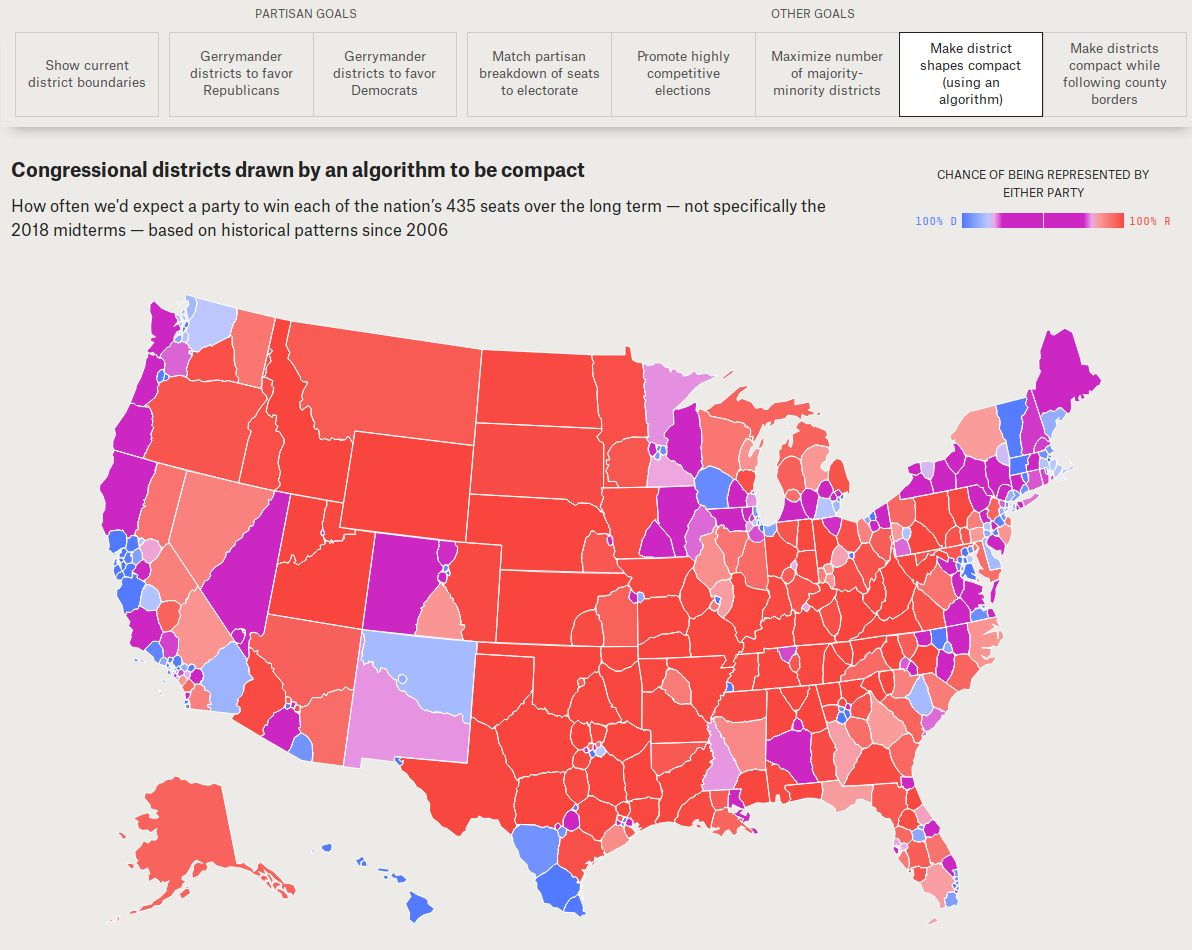 PARTISAN GOALS
OTHER GOALS
Show current
district boundaries
Gerrymander
districts to favor
Republicans
Gerrymander
districts to favor
Democrats
Match partisan
breakdown of seats
to electorate
Promote highly
competitive
elections
Maximize number
of majority-
minority districts
Make district
shapes compact
(using an
algorithm)
Make districts
compact while
following county
borders
Congressional districts drawn by an algorithm to be compact
How often we'd expect a party to win each of the nation's 435 seats over the long term — not specifically the
2018 midterms — based on historical patterns since 2006
CHANCE OF BEING REPRESENTED BY
EITHER PARTY
100% D
100% R